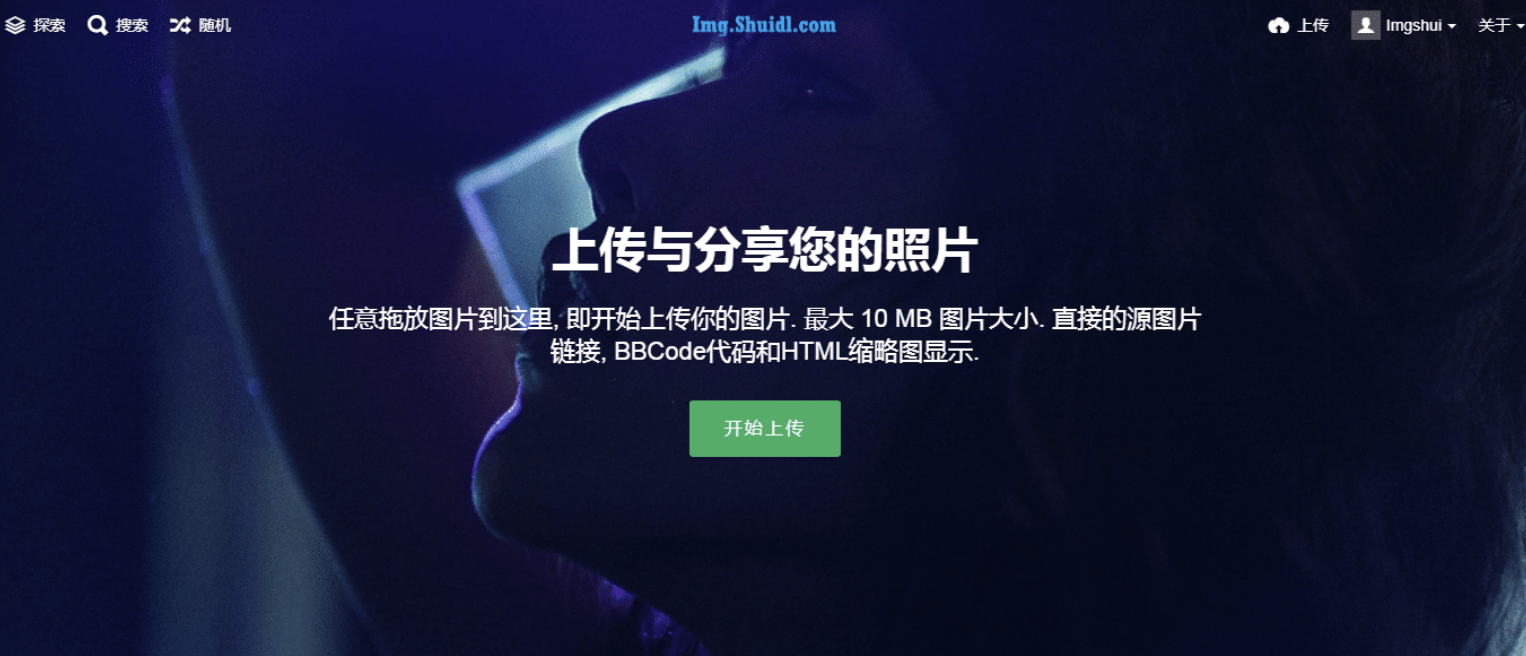 探索 搜索 随机 Img.Shuidl.com 上传 Imgshui 关于
上传与分享您的照片
任意拖放图片到这里, 即开始上传你的图片. 最大 10 MB 图片大小. 直接的源图片
链接, BBCode代码和HTML缩略图显示.
开始上传